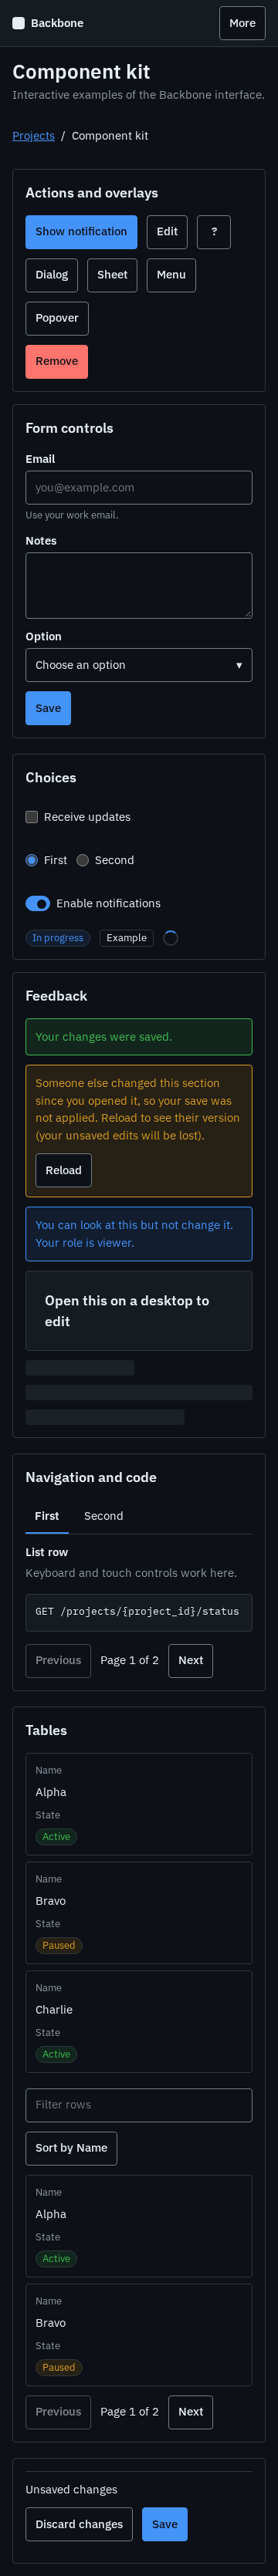 Backbone
More
Component kit
Interactive examples of the Backbone interface.
Projects / Component kit
Actions and overlays
Show notification
Edit
?
Dialog
Sheet
Menu
Popover
Remove
Form controls
Email
you@example.com
Use your work email.
Notes
Option
Choose an option ▾
Save
Choices
Receive updates
First
Second
Enable notifications
In progress
Example
Feedback
Your changes were saved.
Someone else changed this section
since you opened it, so your save was
not applied. Reload to see their version
(your unsaved edits will be lost).
Reload
You can look at this but not change it.
Your role is viewer.
Open this on a desktop to
edit
Navigation and code
First
Second
List row
Keyboard and touch controls work here.
GET /projects/{project_id}/status
Previous
Page 1 of 2
Next
Tables
Name
Alpha
State
Active
Name
Bravo
State
Paused
Name
Charlie
State
Active
Filter rows
Sort by Name
Name
Alpha
State
Active
Name
Bravo
State
Paused
Previous
Page 1 of 2
Next
Unsaved changes
Discard changes
Save